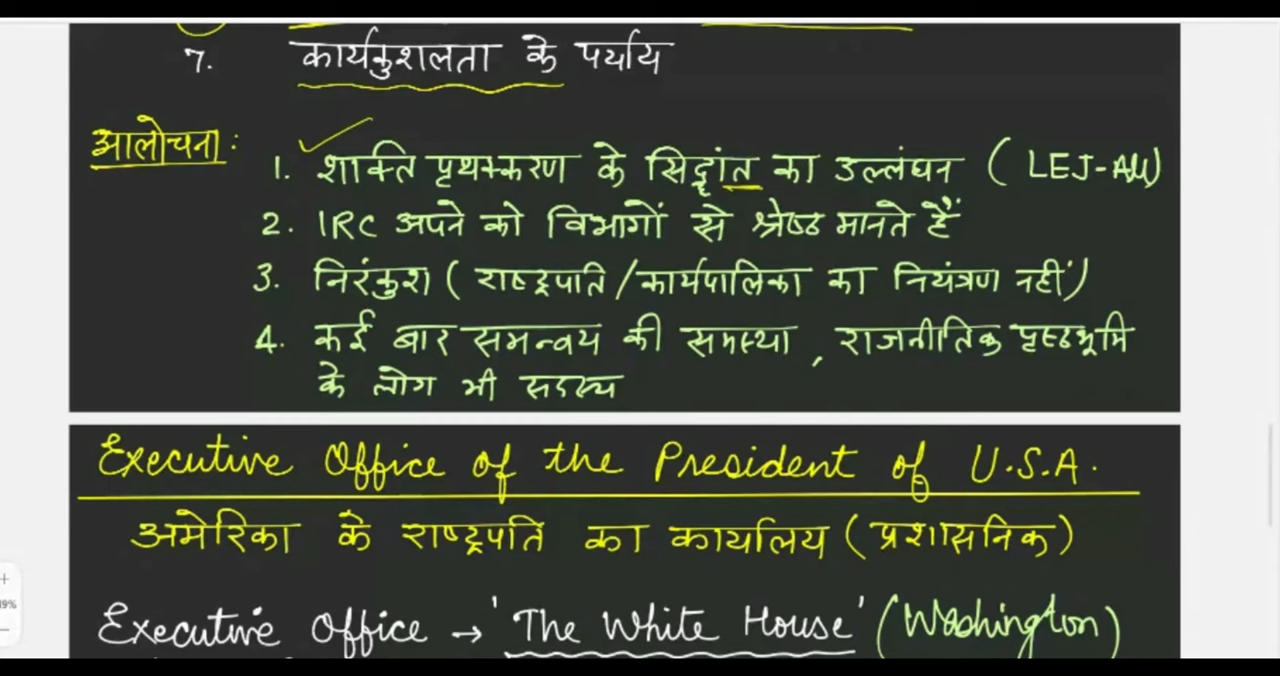 7. कार्यकुशलता के पर्याय
आलोचना:
1. शक्ति पृथक्करण के सिद्धांत का उल्लंघन ( LEJ-All)
2. IRC अपने को विभागों से श्रेष्ठ मानते हैं
3. निरंकुश ( राष्ट्रपति / कार्यपालिका का नियंत्रण नहीं )
4. कई बार समन्वय की समस्या , राजनीतिक पृष्ठभूमि
के लोग भी सदस्य
Executive Office of the President of U.S.A.
अमेरिका के राष्ट्रपति का कार्यालय ( प्रशासनिक )
Executive Office → 'The White House' (Washington)